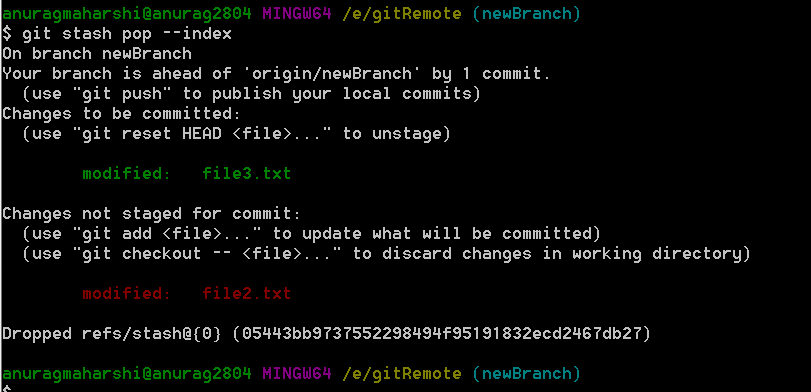 anuragmaharshi@anurag2804 MINGW64 /e/gitRemote (newBranch)
$ git stash pop --index
On branch newBranch
Your branch is ahead of 'origin/newBranch' by 1 commit.
  (use "git push" to publish your local commits)
Changes to be committed:
  (use "git reset HEAD <file>..." to unstage)
        modified:   file3.txt
Changes not staged for commit:
  (use "git add <file>..." to update what will be committed)
  (use "git checkout -- <file>..." to discard changes in working directory)
        modified:   file2.txt
Dropped refs/stash@{0} (05443bb9737552298494f95191832ecd2467db27)
anuragmaharshi@anurag2804 MINGW64 /e/gitRemote (newBranch)
$